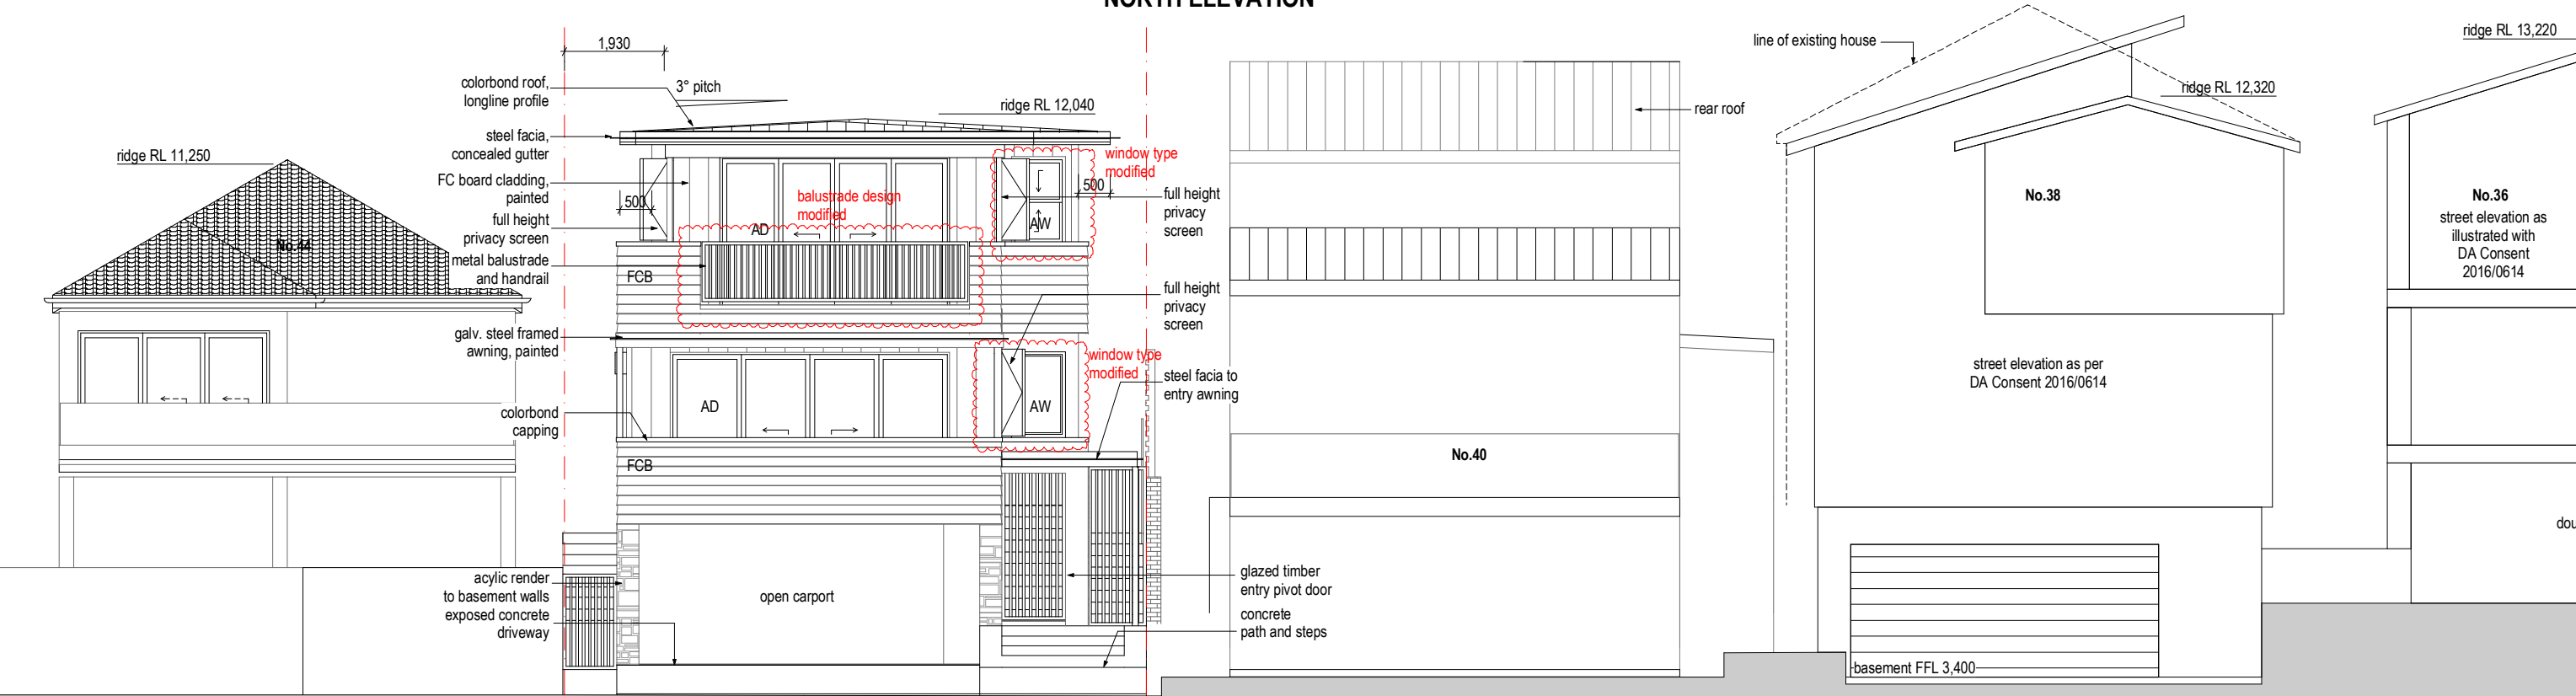 NORTH ELEVATION
1,930
colorbond roof,
longline profile
3° pitch
ridge RL 12,040
steel facia,
concealed gutter
ridge RL 11,250
FC board cladding,
painted
500
full height
privacy screen
No.44
metal balustrade
and handrail
FCB
balustrade design
modified
AD
window type
modified
500
AW
full height
privacy
screen
full height
privacy
screen
galv. steel framed
awning, painted
window type
modified
steel facia to
entry awning
AD
AW
colorbond
capping
FCB
acylic render
to basement walls
exposed concrete
driveway
open carport
glazed timber
entry pivot door
concrete
path and steps
rear roof
No.40
line of existing house
ridge RL 12,320
No.38
street elevation as per
DA Consent 2016/0614
basement FFL 3,400
ridge RL 13,220
No.36
street elevation as
illustrated with
DA Consent
2016/0614
dou